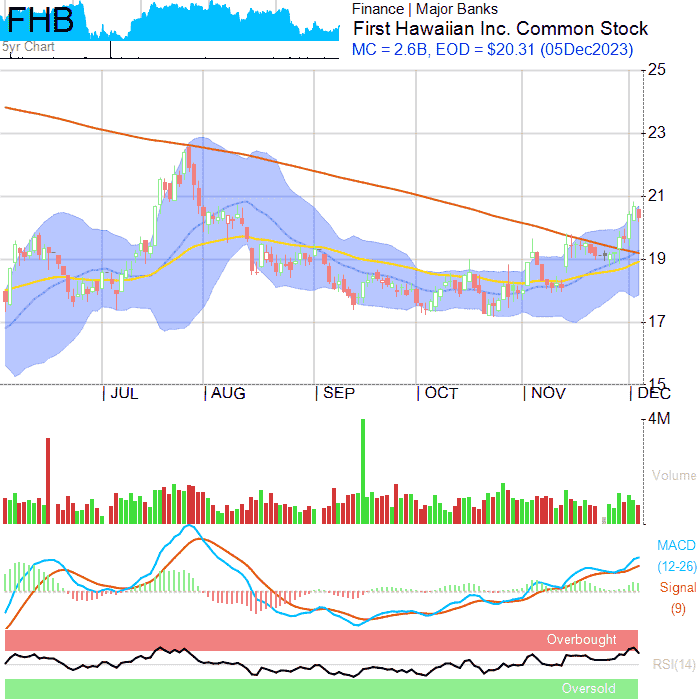 FHB
5yr Chart
Finance | Major Banks
First Hawaiian Inc. Common Stock
MC = 2.6B, EOD = $20.31 (05Dec2023)
25
23
21
19
17
15
JUL AUG SEP OCT NOV DEC
4M
Volume
MACD
(12-26)
Signal
(9)
Overbought
RSI(14)
Oversold